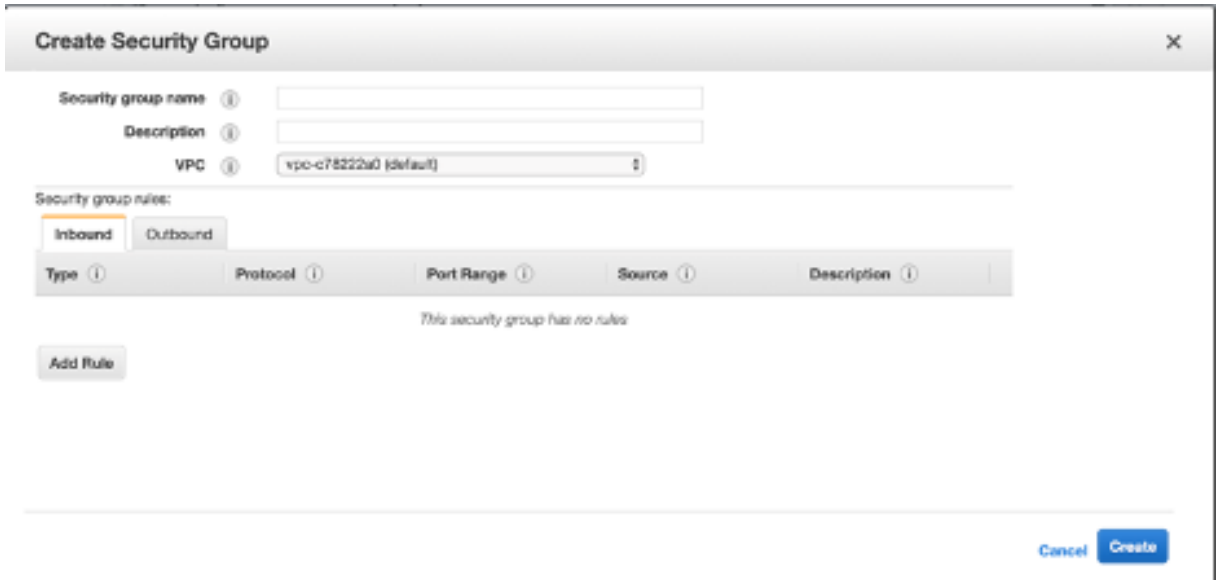 Create Security Group
Security group name
Description
VPC vpc-c78222a0 (default)
Security group rules:
Inbound Outbound
Type Protocol Port Range Source Description
This security group has no rules
Add Rule
Cancel Create